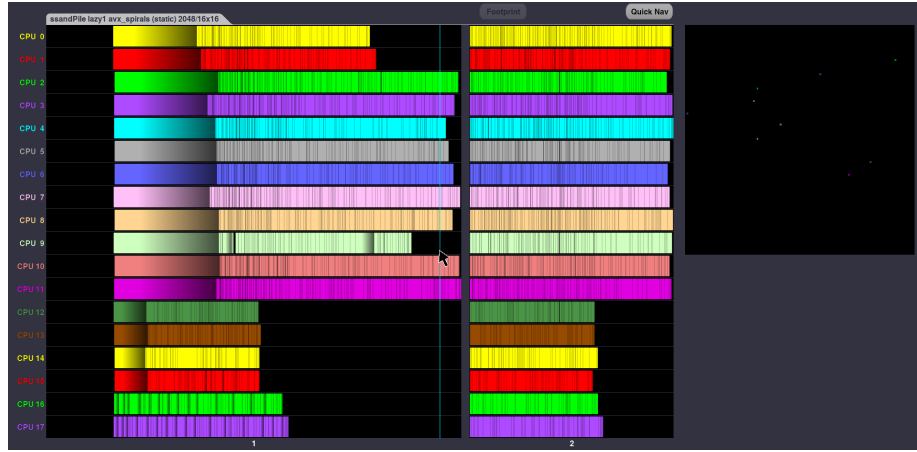 Footprint
Quick Nav
ssandPile lazy1 avx_spirals (static) 2048/16x16
CPU 0
CPU 1
CPU 2
CPU 3
CPU 4
CPU 5
CPU 6
CPU 7
CPU 8
CPU 9
CPU 10
CPU 11
CPU 12
CPU 13
CPU 14
CPU 15
CPU 16
CPU 17
1
2